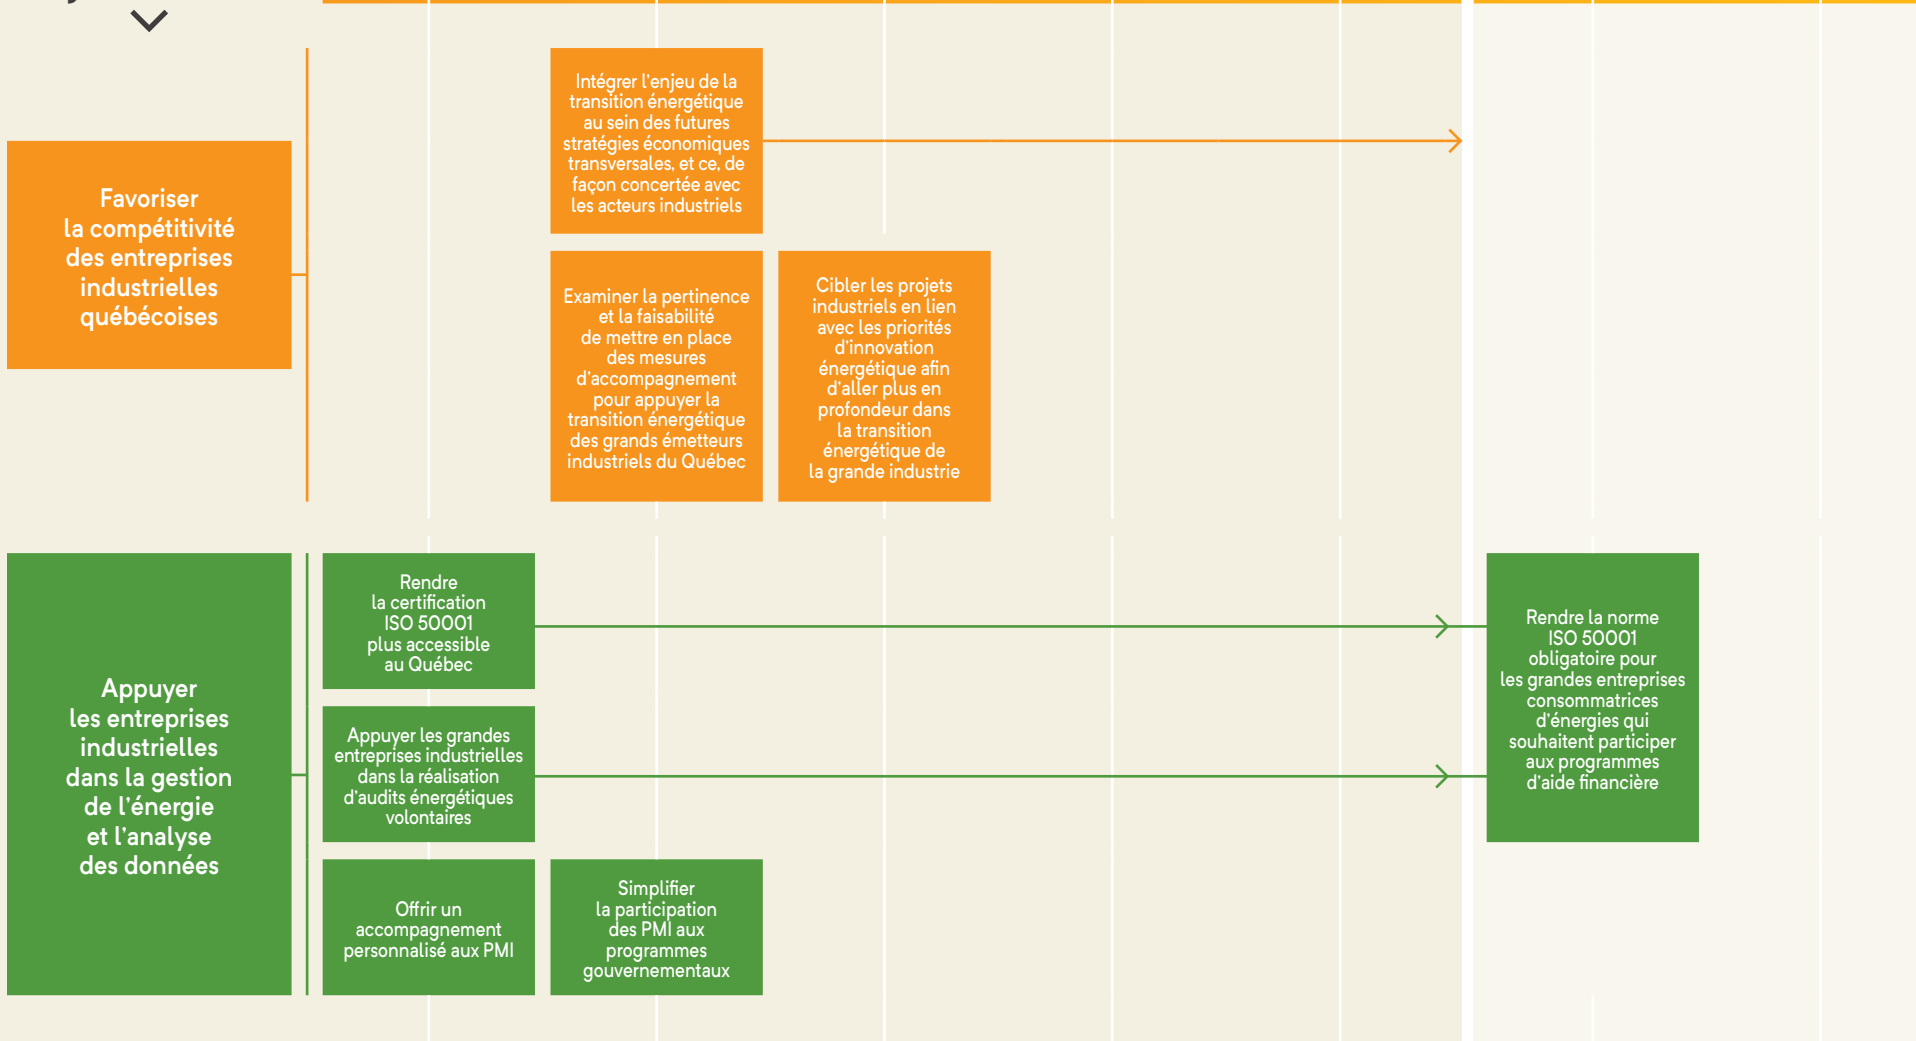 Favoriser
la compétitivité
des entreprises
industrielles
québécoises
Intégrer l'enjeu de la
transition énergétique
au sein des futures
stratégies économiques
transversales, et ce, de
façon concertée avec
les acteurs industriels
Examiner la pertinence
et la faisabilité
de mettre en place
des mesures
d'accompagnement
pour appuyer la
transition énergétique
des grands émetteurs
industriels du Québec
Cibler les projets
industriels en lien
avec les priorités
d'innovation
énergétique afin
d'aller plus en
profondeur dans
la transition
énergétique de
la grande industrie
Appuyer
les entreprises
industrielles
dans la gestion
de l'énergie
et l'analyse
des données
Rendre
la certification
ISO 50001
plus accessible
au Québec
Appuyer les grandes
entreprises industrielles
dans la réalisation
d'audits énergétiques
volontaires
Rendre la norme
ISO 50001
obligatoire pour
les grandes entreprises
consommatrices
d'énergies qui
souhaitent participer
aux programmes
d'aide financière
Offrir un
accompagnement
personnalisé aux PMI
Simplifier
la participation
des PMI aux
programmes
gouvernementaux